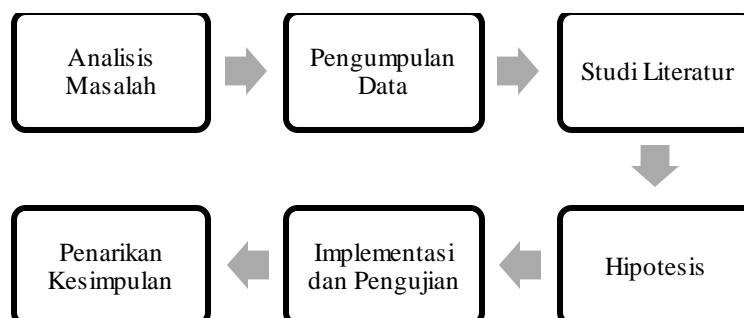 Analisis
Masalah
Pengumpulan
Data
Studi Literatur
Hipotesis
Implementasi
dan Pengujian
Penarikan
Kesimpulan